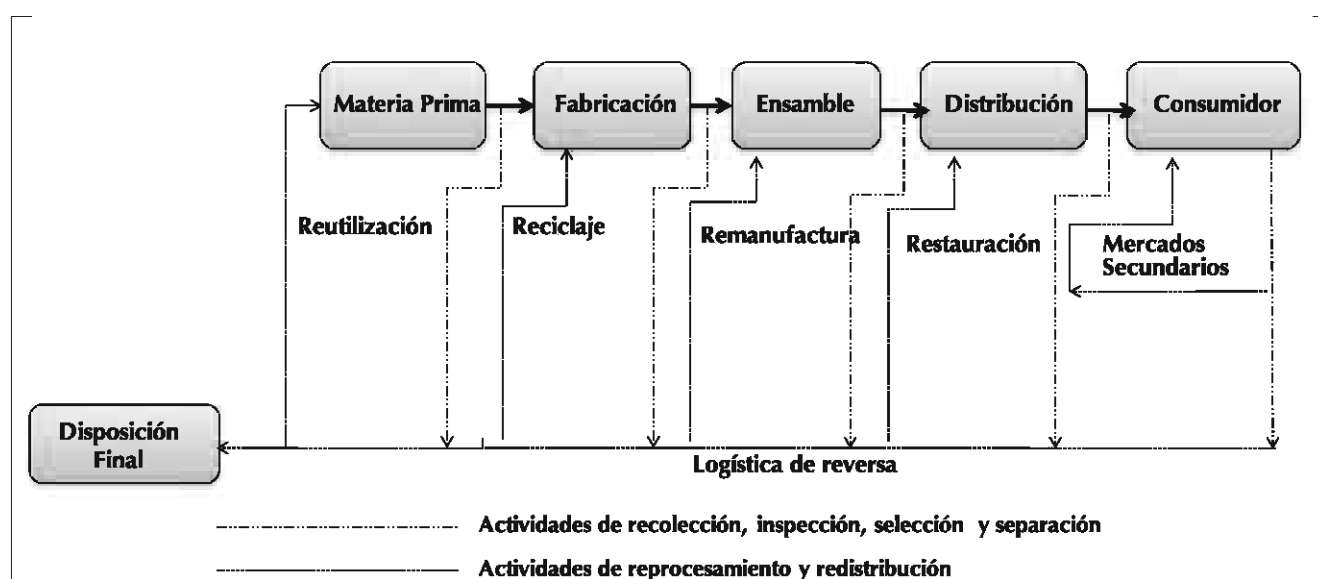 Materia Prima
Fabricación
Ensamble
Distribución
Consumidor
Reutilización
Reciclaje
Remanufactura
Restauración
Mercados
Secundarios
Disposición
Final
Logística de reversa
Actividades de recolección, inspección, selección y separación
Actividades de reprocesamiento y redistribución